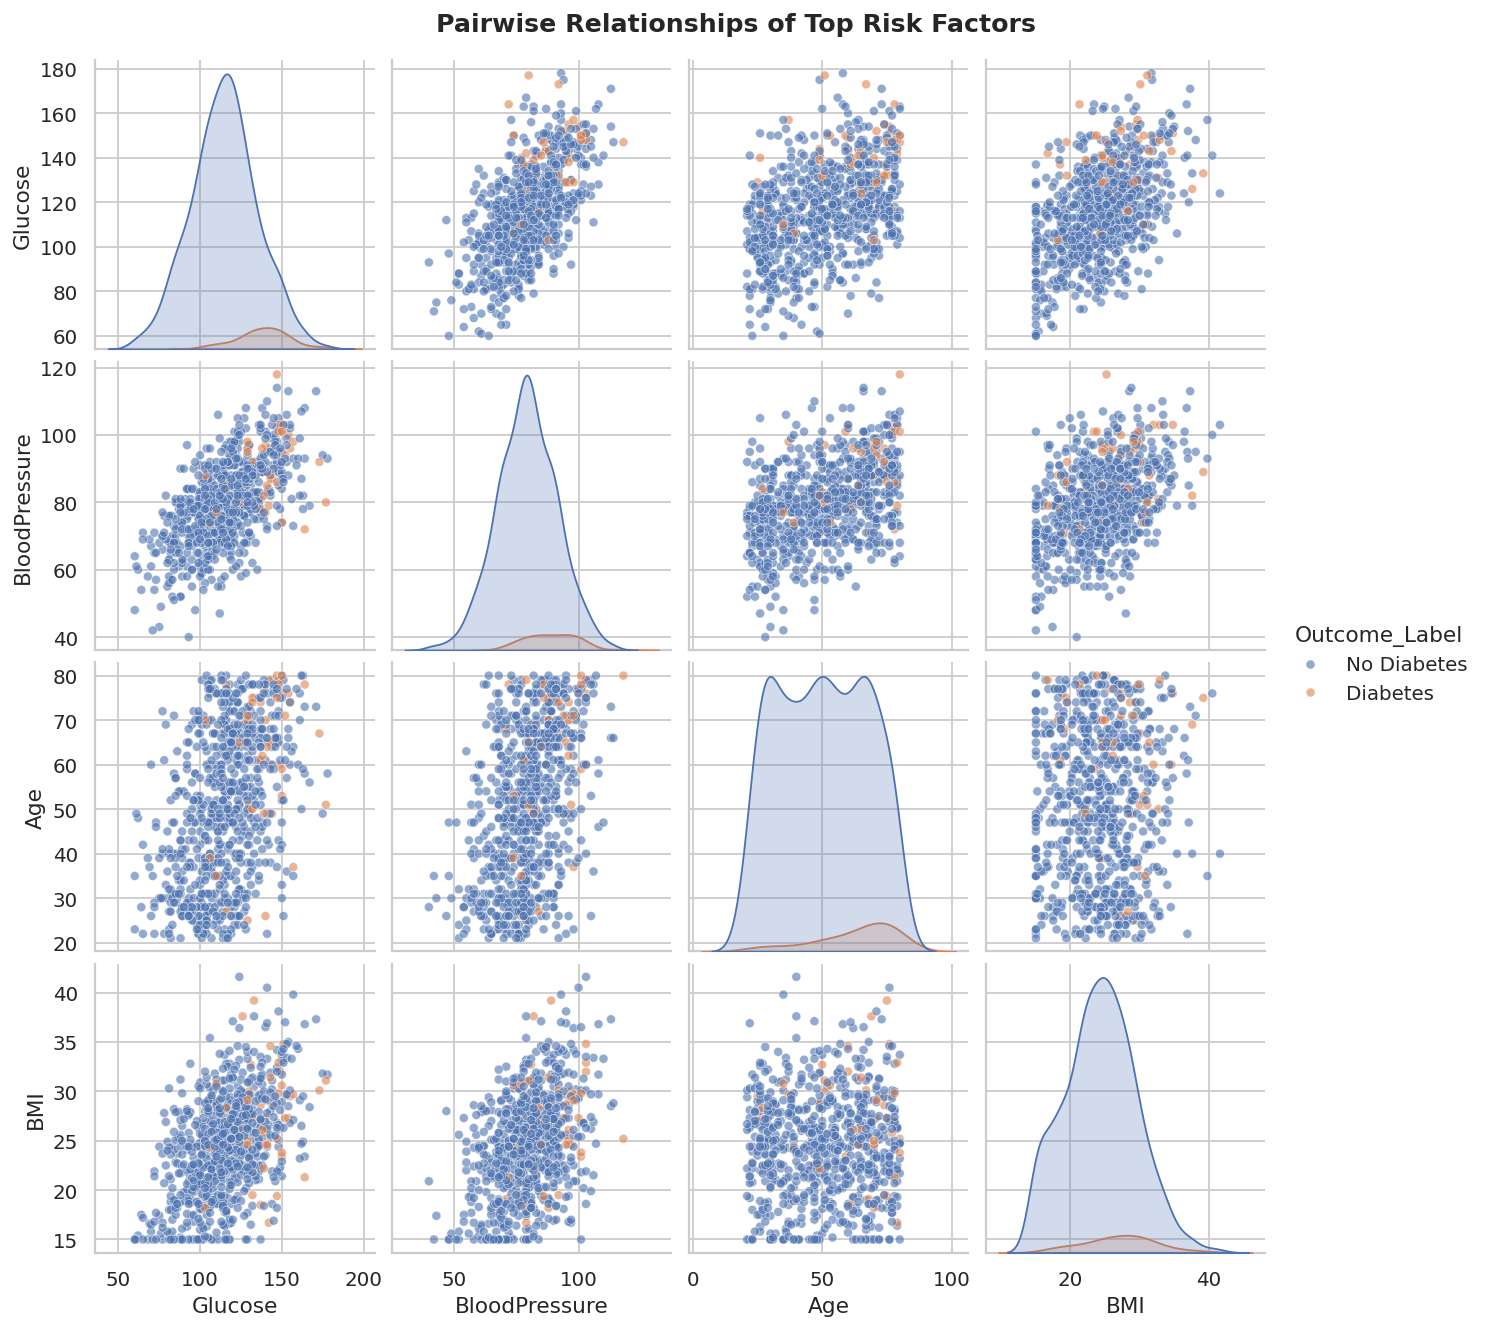 Pairwise Relationships of Top Risk Factors
180
160
140
120
100
80
60
Glucose
120
100
80
60
40
BloodPressure
80
70
60
50
40
30
20
Age
40
35
30
25
20
15
BMI
50 100 150 200
Glucose
50 100
BloodPressure
0 50 100
Age
20 40
BMI
Outcome_Label
No Diabetes
Diabetes